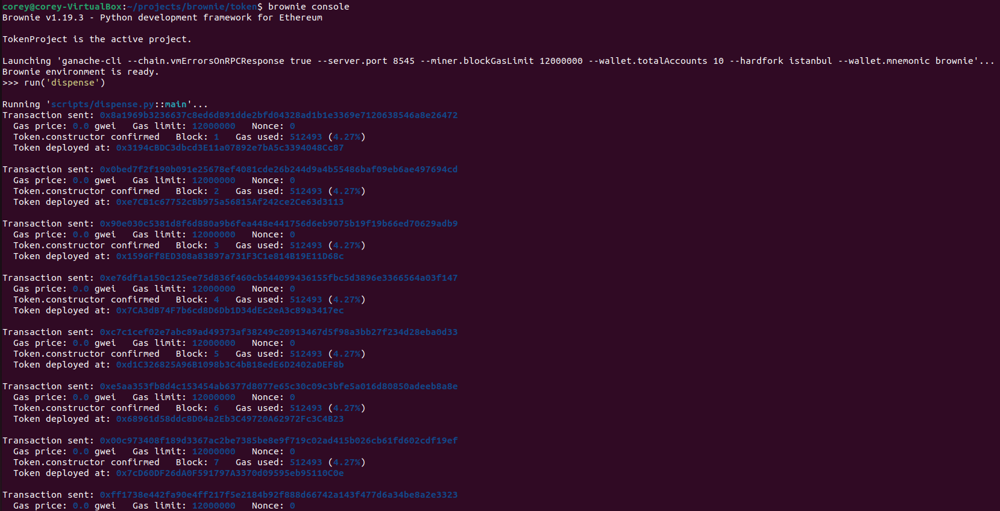 corey@corey-VirtualBox:~/projects/brownie/token$ brownie console
Brownie v1.19.3 - Python development framework for Ethereum
TokenProject is the active project.
Launching 'ganache-cli --chain.vmErrorsOnRPCResponse true --server.port 8545 --miner.blockGasLimit 12000000 --wallet.totalAccounts 10 --hardfork istanbul --wallet.mnemonic brownie'...
Brownie environment is ready.
>>> run('dispense')
Running 'scripts/dispense.py::main'...
Transaction sent: 0x8a1969b3236637c8ed6d891dde2bfd04328ad1b1e3369e7120638546a8e26472
Gas price: 0.0 gwei   Gas limit: 12000000   Nonce: 0
Token.constructor confirmed   Block: 1   Gas used: 512493 (4.27%)
Token deployed at: 0x3194cBDC3dbcd3E11a07892e7bA5c3394048Cc87
Transaction sent: 0x0bed7f2f190b091e25678ef4081cde26b244d9a4b55486baf09eb6ae497694cd
Gas price: 0.0 gwei   Gas limit: 12000000   Nonce: 0
Token.constructor confirmed   Block: 2   Gas used: 512493 (4.27%)
Token deployed at: 0xe7CB1c67752cBb975a56815Af242ce2Ce63d3113
Transaction sent: 0x90e030c5381d8f6d880a9b6fea448e441756d6eb9075b19f19b66ed70629adb9
Gas price: 0.0 gwei   Gas limit: 12000000   Nonce: 0
Token.constructor confirmed   Block: 3   Gas used: 512493 (4.27%)
Token deployed at: 0x1596Ff8ED308a83897a731F3C1e814B19E11D68c
Transaction sent: 0xe76df1a150c125ee75d836f460cb544099436155fbc5d3896e3366564a03f147
Gas price: 0.0 gwei   Gas limit: 12000000   Nonce: 0
Token.constructor confirmed   Block: 4   Gas used: 512493 (4.27%)
Token deployed at: 0x7CA3dB74F7b6cd8D6Db1D34dEc2eA3c89a3417ec
Transaction sent: 0xc7c1cef02e7abc89ad49373af38249c20913467d5f98a3bb27f234d28eba0d33
Gas price: 0.0 gwei   Gas limit: 12000000   Nonce: 0
Token.constructor confirmed   Block: 5   Gas used: 512493 (4.27%)
Token deployed at: 0xd1C326825A96B1098b3C4bB18edE6D2402aDEF8b
Transaction sent: 0xe5aa353fb8d4c153454ab6377d8077e65c30c09c3bfe5a016d80850adeeb8a8e
Gas price: 0.0 gwei   Gas limit: 12000000   Nonce: 0
Token.constructor confirmed   Block: 6   Gas used: 512493 (4.27%)
Token deployed at: 0x68961d58ddc8D04a2Eb3C49720A62972Fc3C4B23
Transaction sent: 0x00c973408f189d3367ac2be7385be8e9f719c02ad415b026cb61fd602cdf19ef
Gas price: 0.0 gwei   Gas limit: 12000000   Nonce: 0
Token.constructor confirmed   Block: 7   Gas used: 512493 (4.27%)
Token deployed at: 0x7cD60DF26dA0F591797A3370d09595eb95110C0e
Transaction sent: 0xff1738e442fa90e4ff217f5e2184b92f888d66742a143f477d6a34be8a2e3323
Gas price: 0.0 gwei   Gas limit: 12000000   Nonce: 0